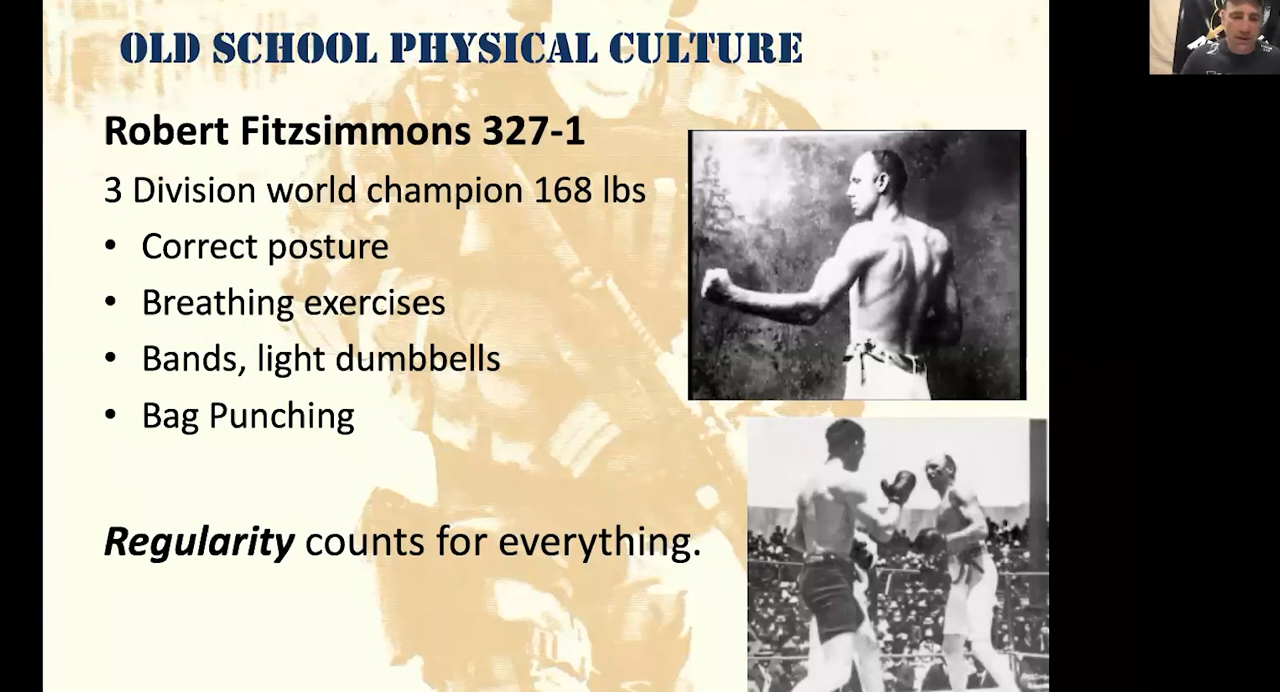 OLD SCHOOL PHYSICAL CULTURE
Robert Fitzsimmons 327-1
3 Division world champion 168 lbs
• Correct posture
• Breathing exercises
• Bands, light dumbbells
• Bag Punching
Regularity counts for everything.